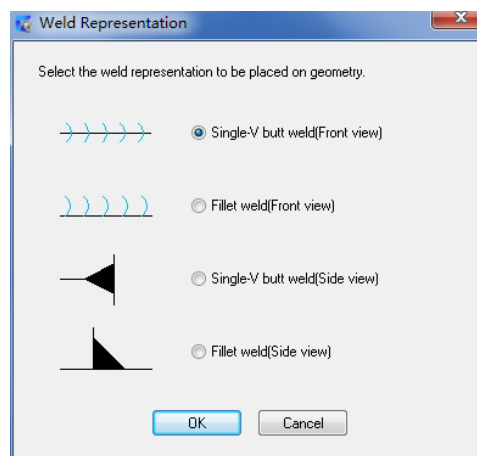 Weld Representation
Select the weld representation to be placed on geometry.
Single-V butt weld(Front view)
Fillet weld(Front view)
Single-V butt weld(Side view)
Fillet weld(Side view)
OK Cancel